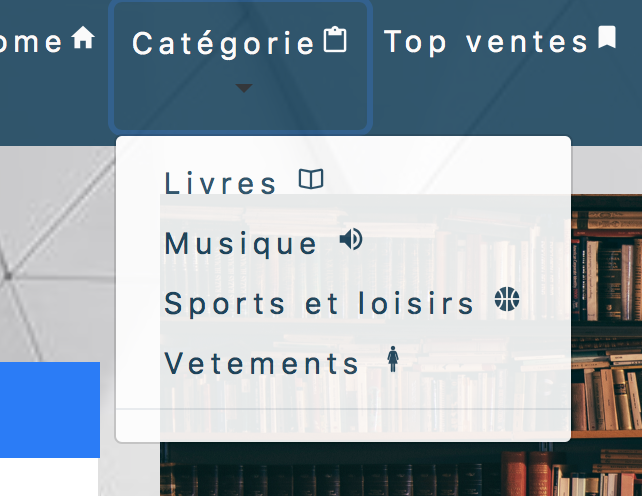 ome Catégorie Top ventes
Livres
Musique
Sports et loisirs
Vetements